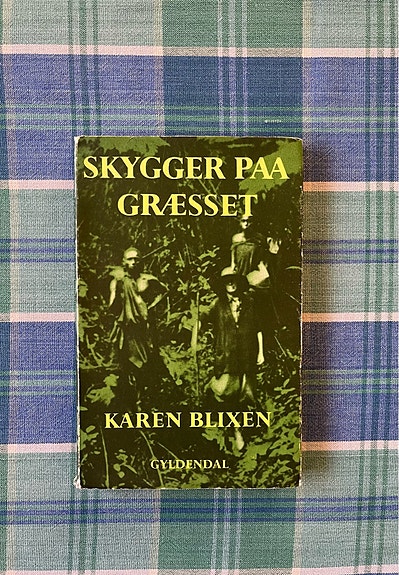 SKYGGER PAA
GRÆSSET
KAREN BLIXEN
GYLDENDAL